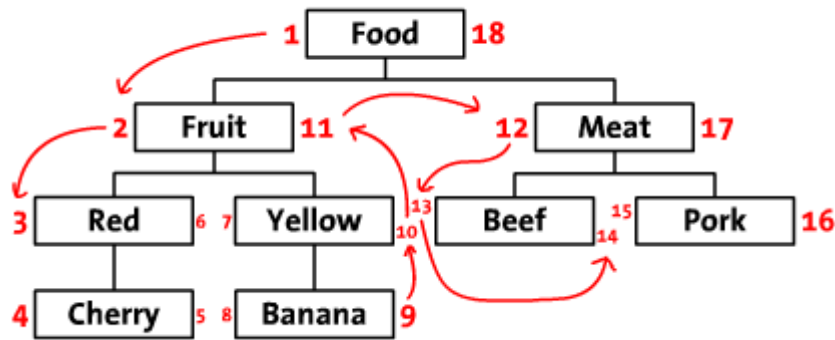 1 Food 18
2 Fruit 11 12 Meat 17
3 Red 6 7 Yellow 10 13 Beef 14 15 Pork 16
4 Cherry 5 8 Banana 9